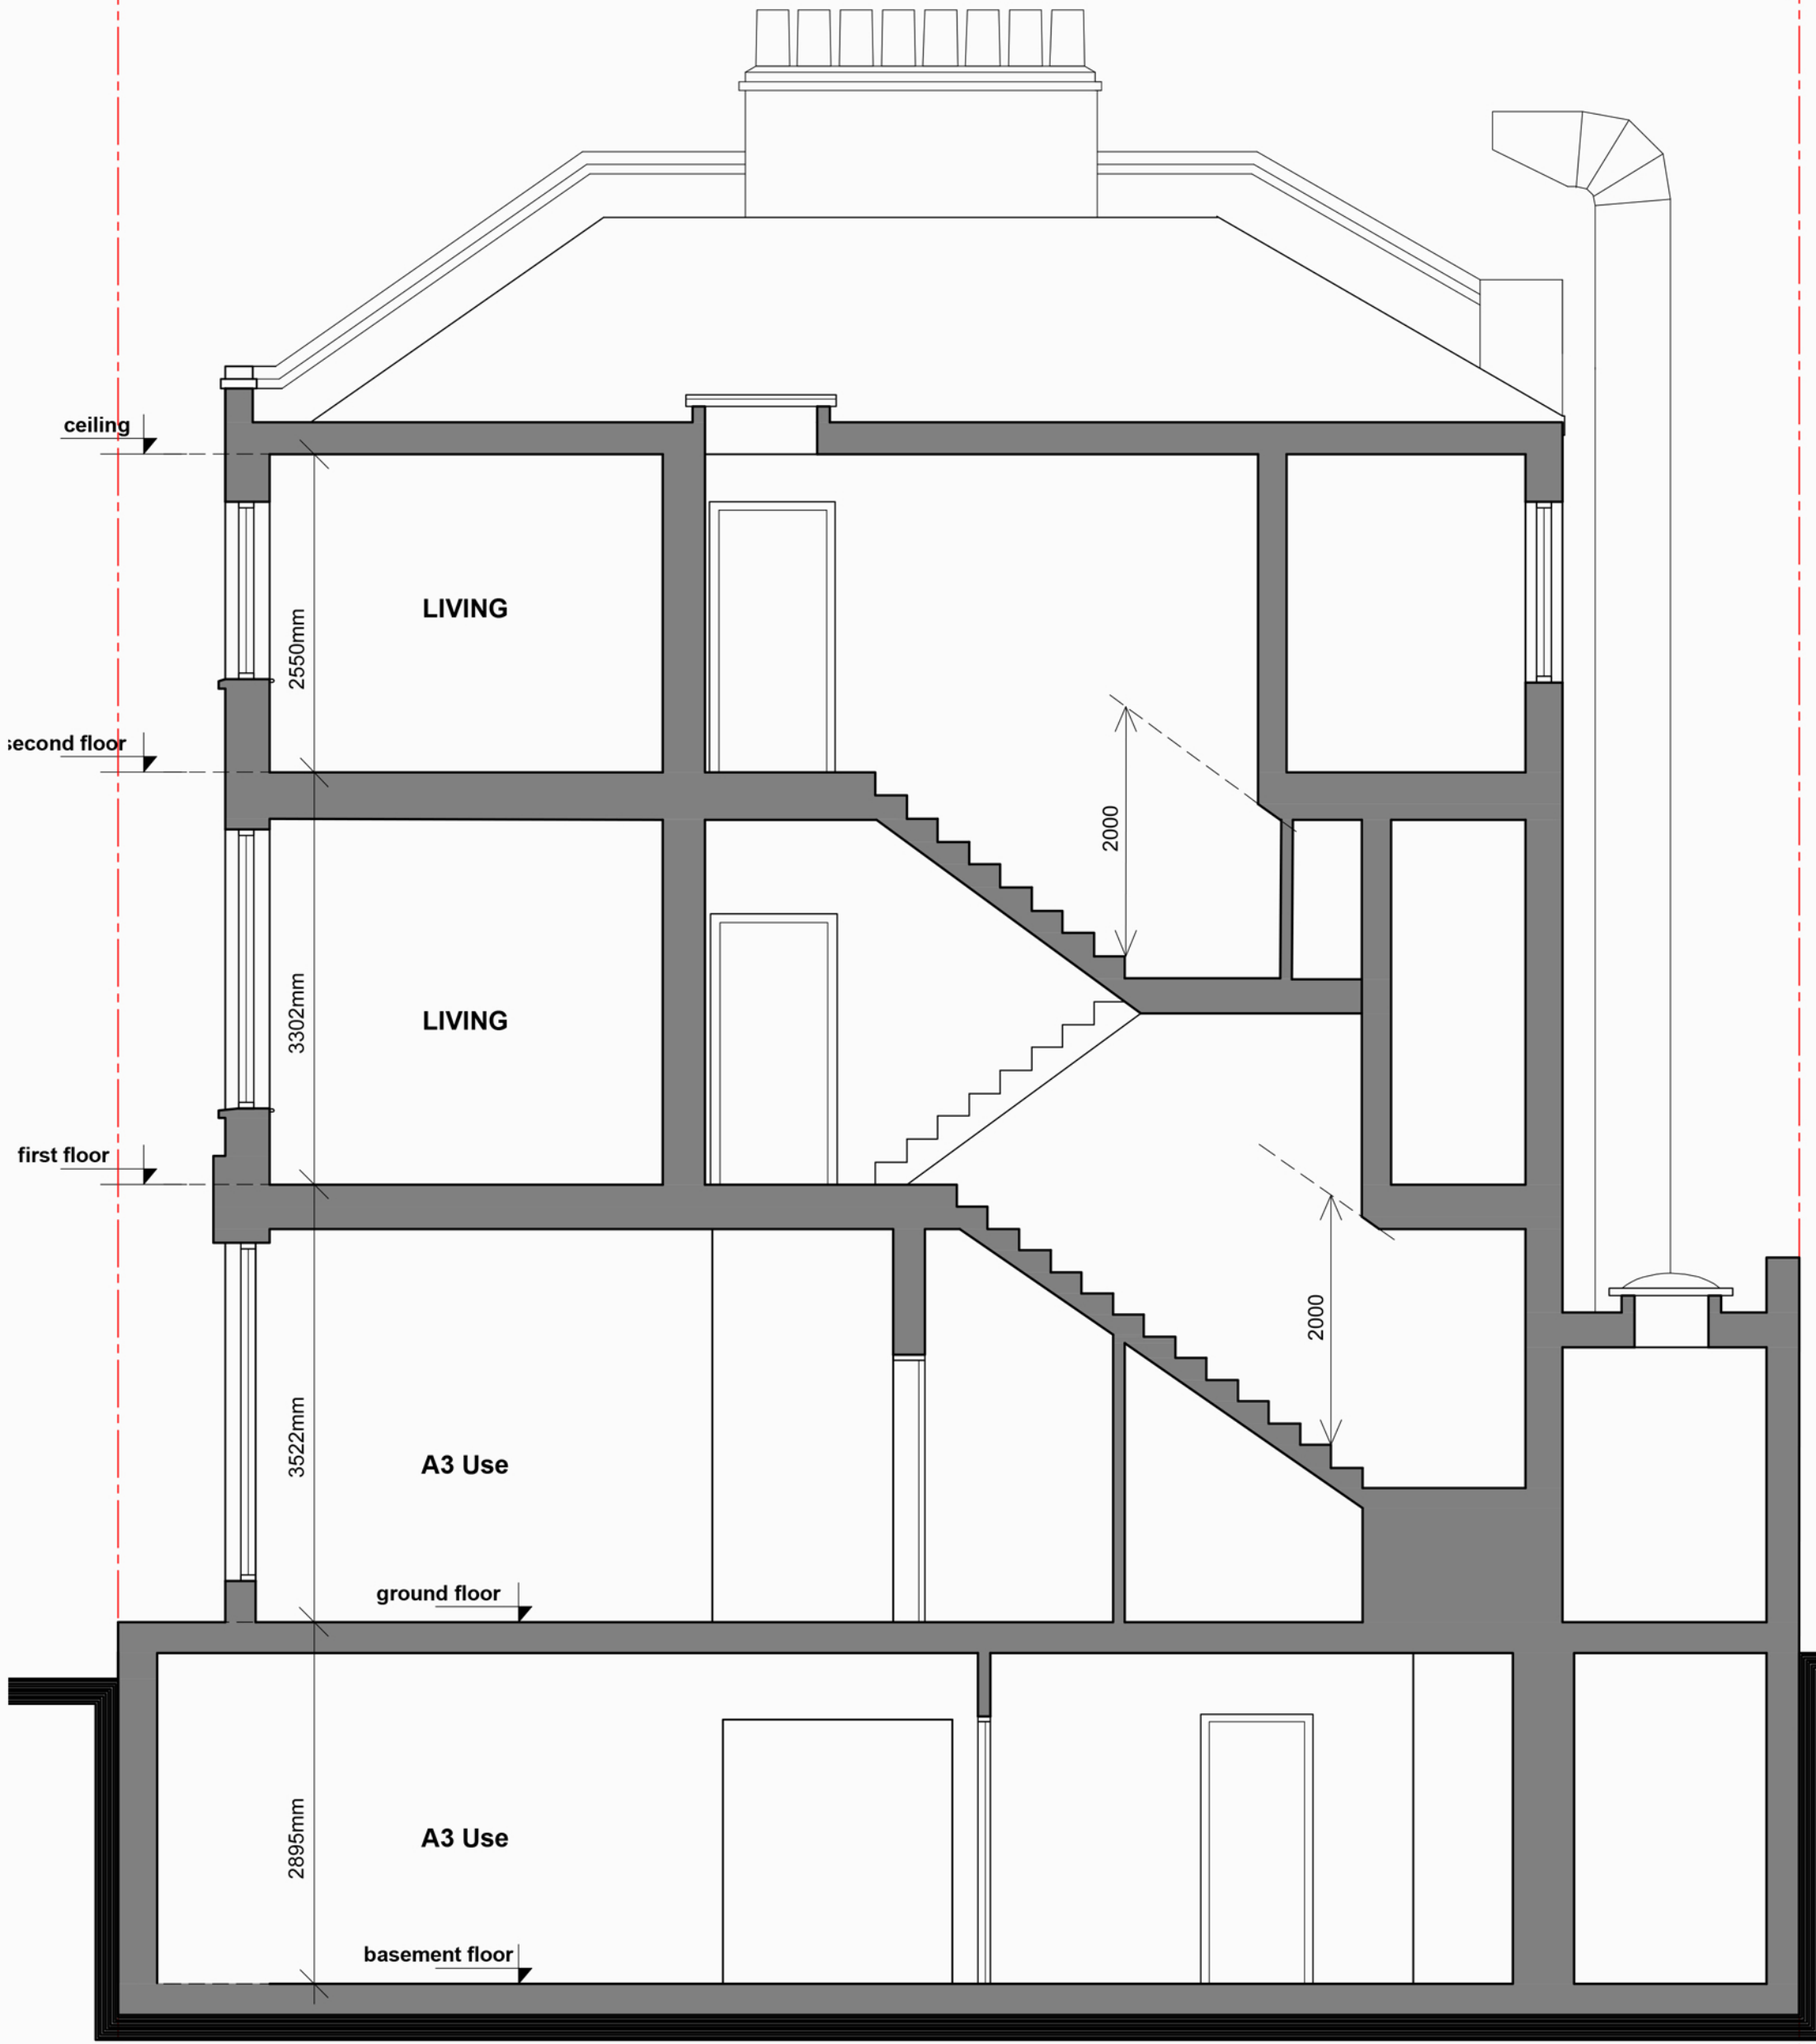 ceiling
LIVING
2550mm
second floor
2000
LIVING
3302mm
first floor
2000
A3 Use
3522mm
ground floor
A3 Use
2895mm
basement floor